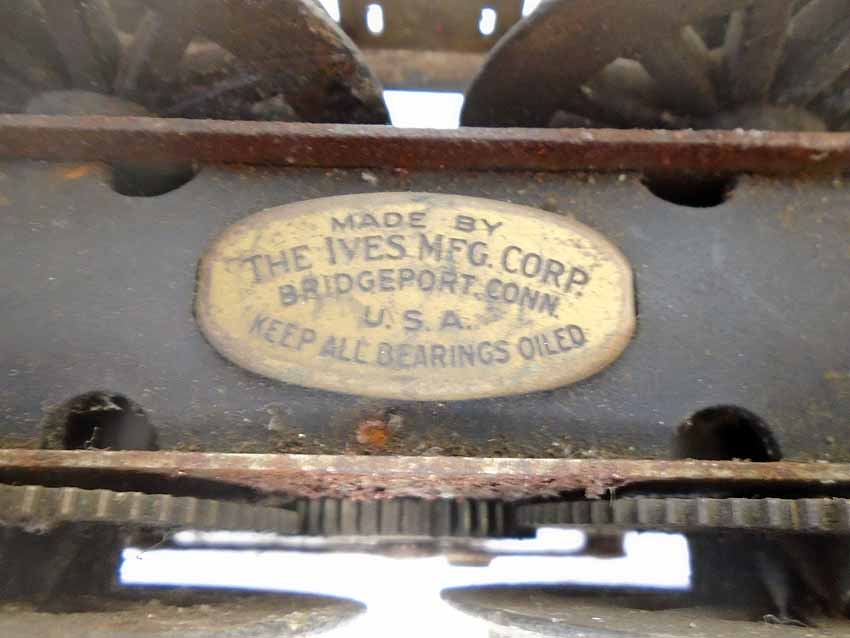 MADE BY
THE IVES MFG. CORP.
BRIDGEPORT, CONN.
U. S. A.
KEEP ALL BEARINGS OILED